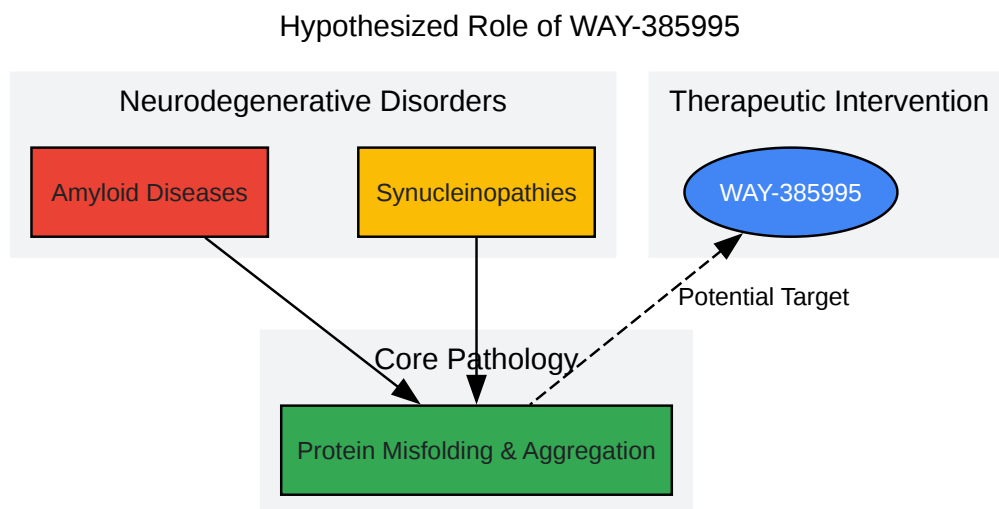 Hypothesized Role of WAY-385995
Neurodegenerative Disorders
Therapeutic Intervention
Amyloid Diseases
Synucleinopathies
WAY-385995
Potential Target
Core Pathology
Protein Misfolding & Aggregation